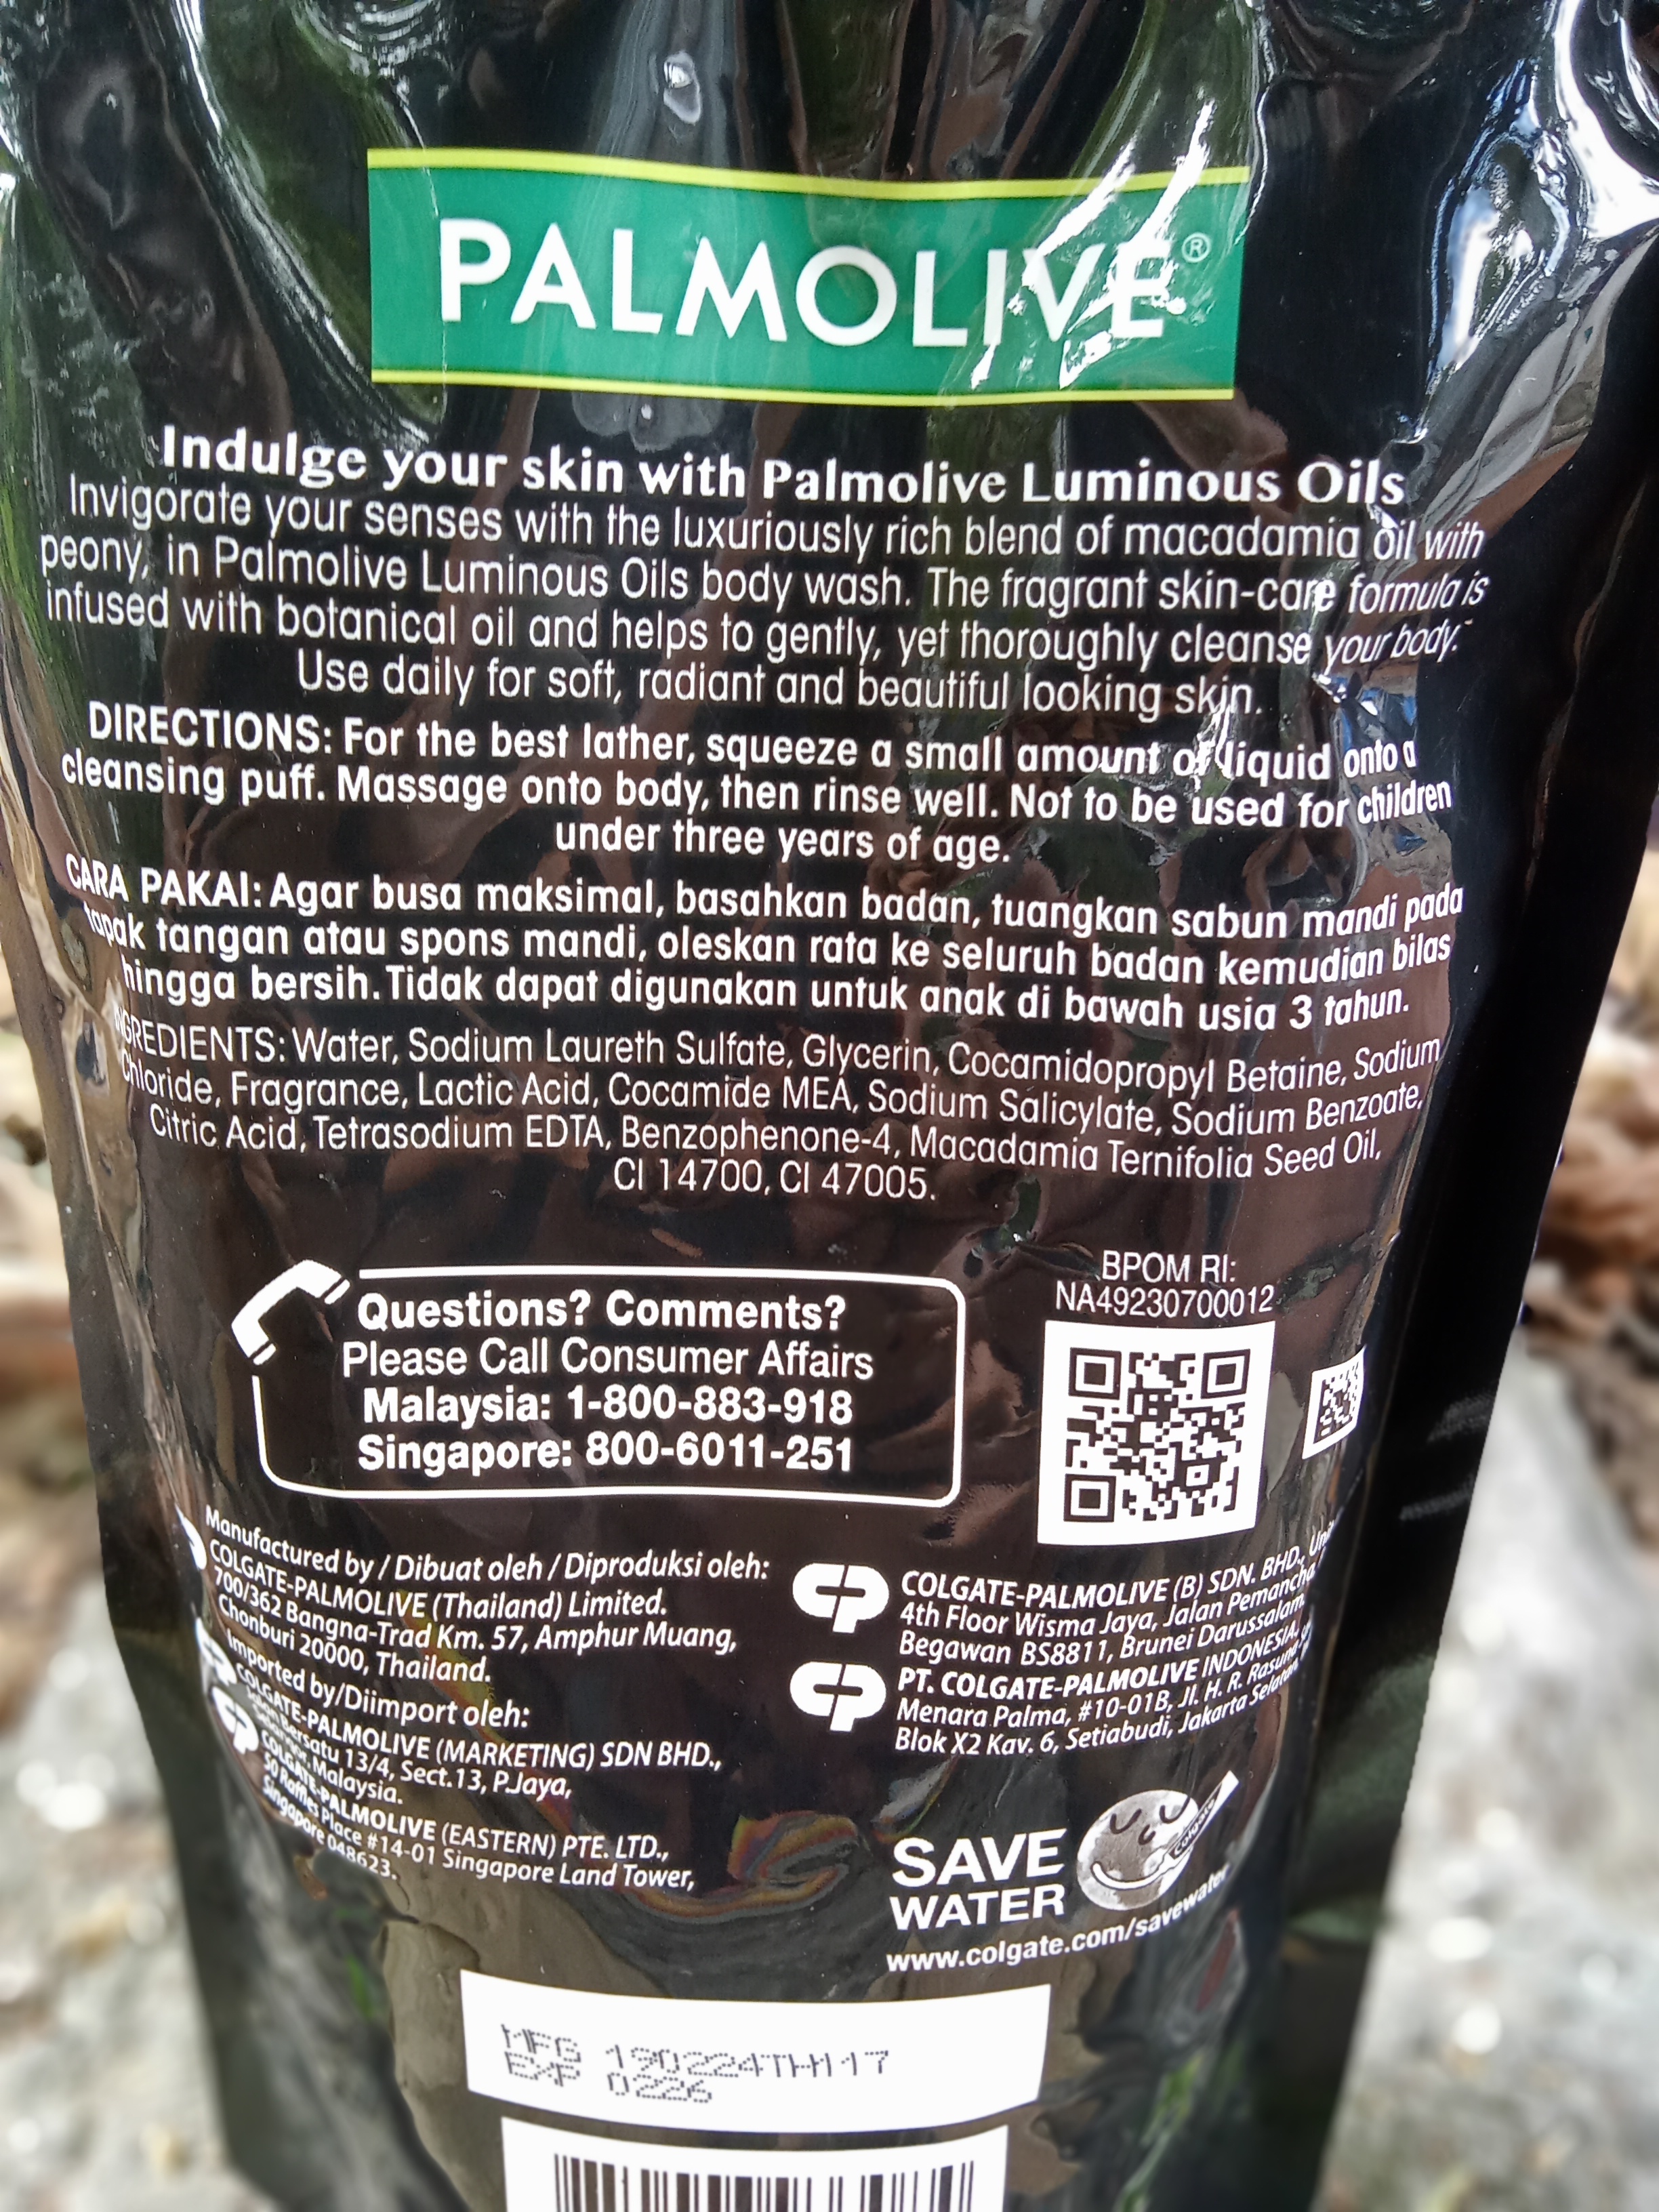 PALMOLIVE®
Indulge your skin with Palmolive Luminous Oils
Invigorate your senses with the luxuriously rich blend of macadamia oil with
peony, in Palmolive Luminous Oils body wash. The fragrant skin-care formula is
infused with botanical oil and helps to gently, yet thoroughly cleanse your body.
Use daily for soft, radiant and beautiful looking skin.
DIRECTIONS: For the best lather, squeeze a small amount of liquid onto a
cleansing puff. Massage onto body, then rinse well. Not to be used for children
under three years of age.
CARA PAKAI: Agar busa maksimal, basahkan badan, tuangkan sabun mandi pada
tapak tangan atau spons mandi, oleskan rata ke seluruh badan kemudian bilas
hingga bersih. Tidak dapat digunakan untuk anak di bawah usia 3 tahun.
INGREDIENTS: Water, Sodium Laureth Sulfate, Glycerin, Cocamidopropyl Betaine, Sodium
Chloride, Fragrance, Lactic Acid, Cocamide MEA, Sodium Salicylate, Sodium Benzoate,
Citric Acid, Tetrasodium EDTA, Benzophenone-4, Macadamia Ternifolia Seed Oil,
CI 14700, CI 47005.
Questions? Comments?
Please Call Consumer Affairs
Malaysia: 1-800-883-918
Singapore: 800-6011-251
BPOM RI:
NA49230700012
Manufactured by / Dibuat oleh / Diproduksi oleh:
COLGATE-PALMOLIVE (Thailand) Limited.
700/362 Bangna-Trad Km. 57, Amphur Muang,
Chonburi 20000, Thailand.
Imported by/Diimport oleh:
COLGATE-PALMOLIVE (MARKETING) SDN BHD.,
Bersatu 13/4, Sect.13, P.Jaya,
Malaysia.
COLGATE-PALMOLIVE (EASTERN) PTE. LTD.,
50 Raffles Place #14-01 Singapore Land Tower,
Singapore 048623.
COLGATE-PALMOLIVE (B) SDN. BHD.,
4th Floor Wisma Jaya, Jalan Pemancha
Begawan BS8811, Brunei Darussalam.
PT. COLGATE-PALMOLIVE INDONESIA.
Menara Palma, #10-01B, Jl. H. R. Rasuna
Blok X2 Kav. 6, Setiabudi, Jakarta Selatan
SAVE
WATER
Colgate
www.colgate.com/savewater
MFG 190224TH117
EXP 0226